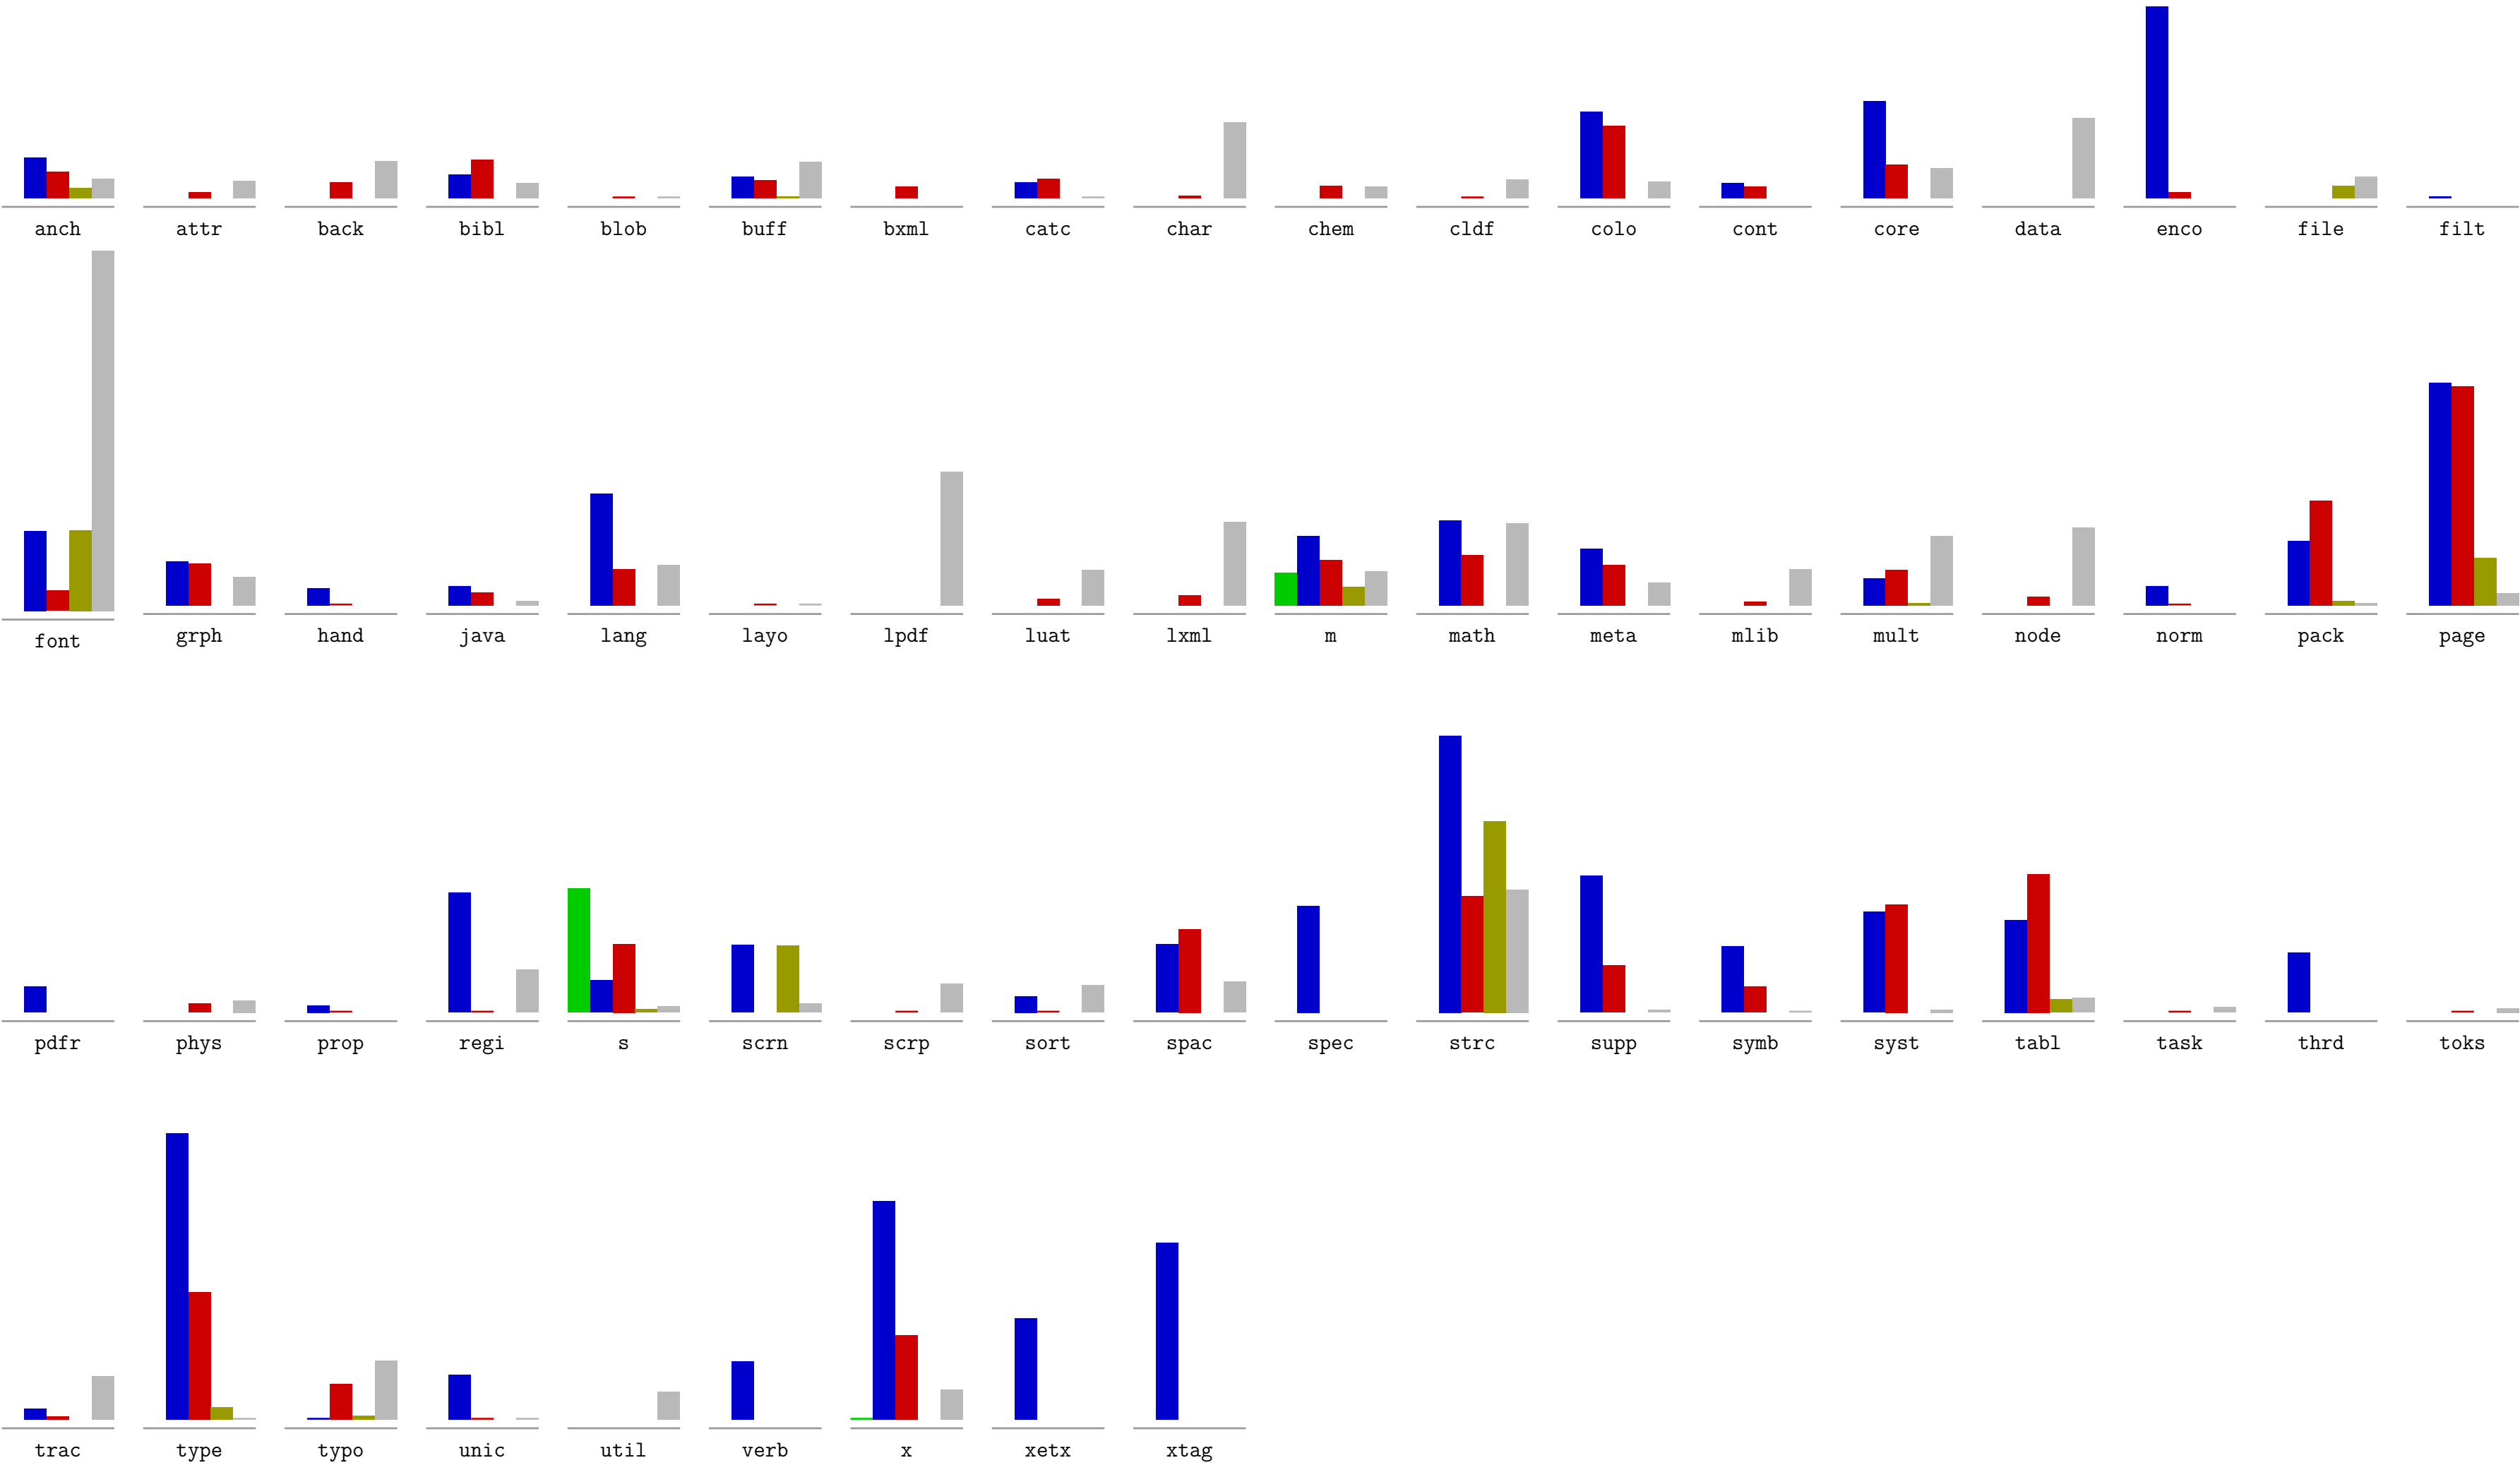 anch attr back bibl blob buff bxml catc char chem cldf colo cont core data enco file filt
font grph hand java lang layo lpdf luat lxml m math meta mlib mult node norm pack page
pdfr phys prop regi s scrn scrp sort spac spec strc supp symb syst tabl task thrd toks
trac type typo unic util verb x xetx xtag